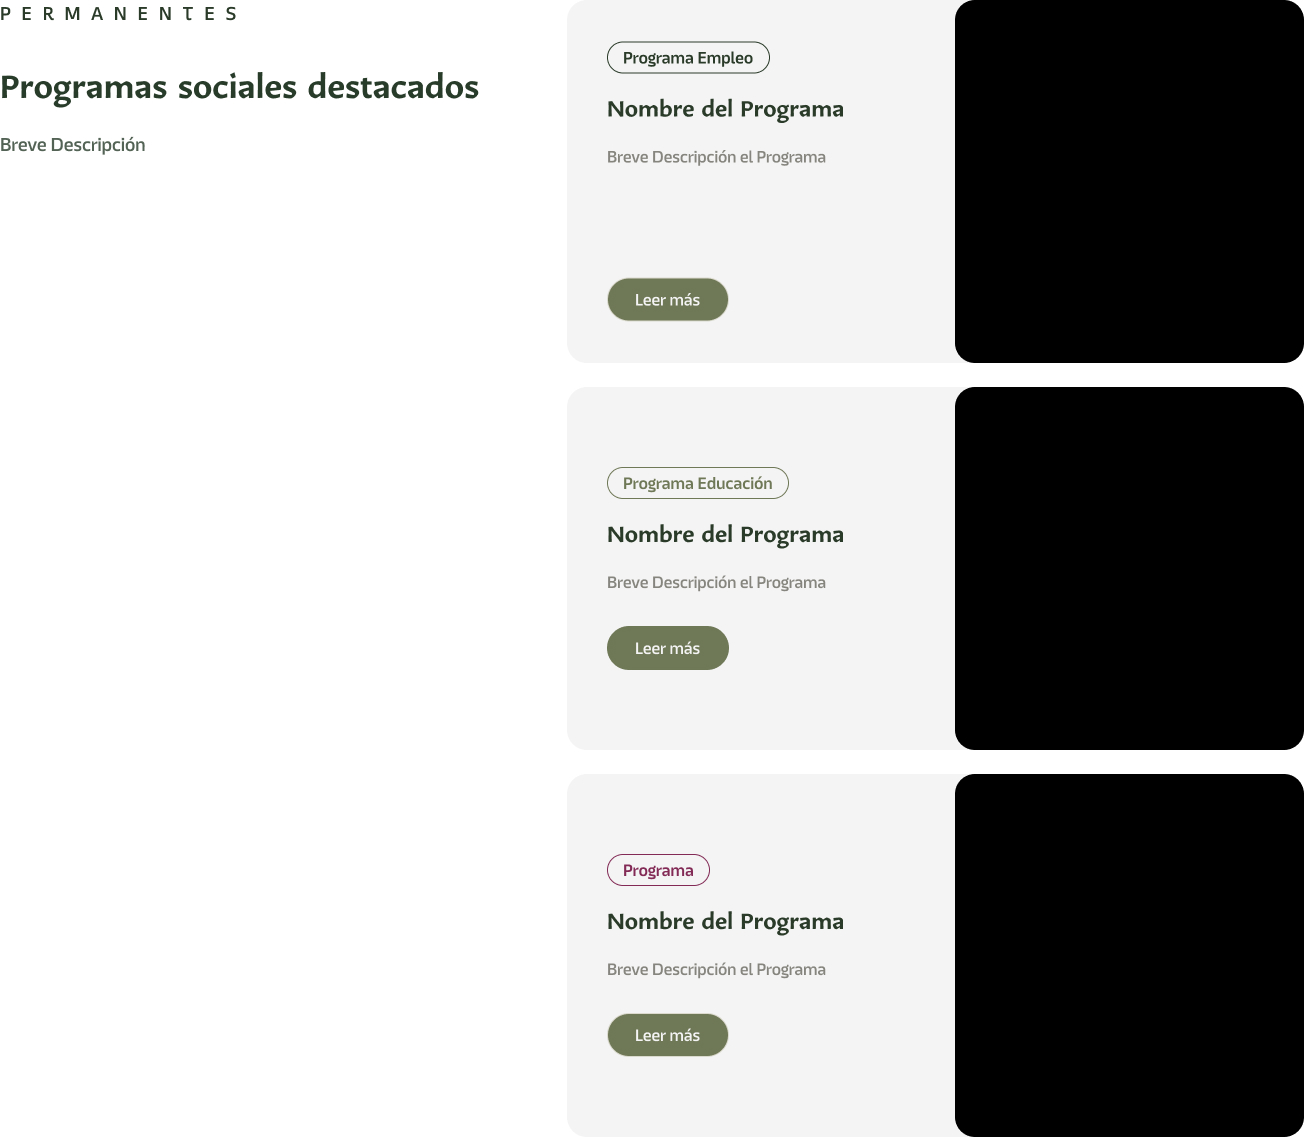 PERMANENTES
Programas sociales destacados
Breve Descripción
Programa Empleo
Nombre del Programa
Breve Descripción el Programa
Leer más
Programa Educación
Nombre del Programa
Breve Descripción el Programa
Leer más
Programa
Nombre del Programa
Breve Descripción el Programa
Leer más